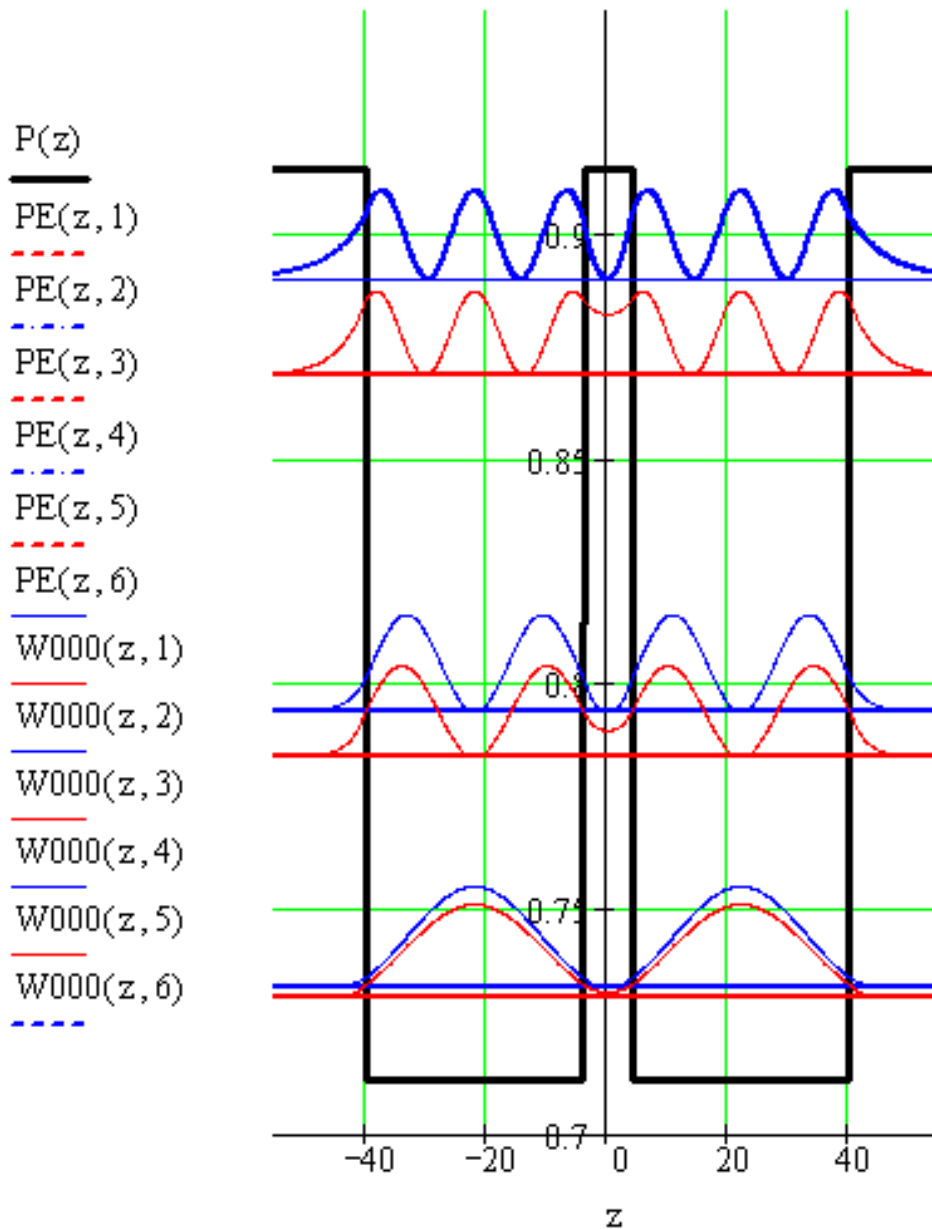 P(z)
PE(z,1)
PE(z,2)
PE(z,3)
PE(z,4)
PE(z,5)
PE(z,6)
W000(z,1)
W000(z,2)
W000(z,3)
W000(z,4)
W000(z,5)
W000(z,6)
0.9
0.85
0.8
0.75
0.7
−40 −20 0 20 40
z